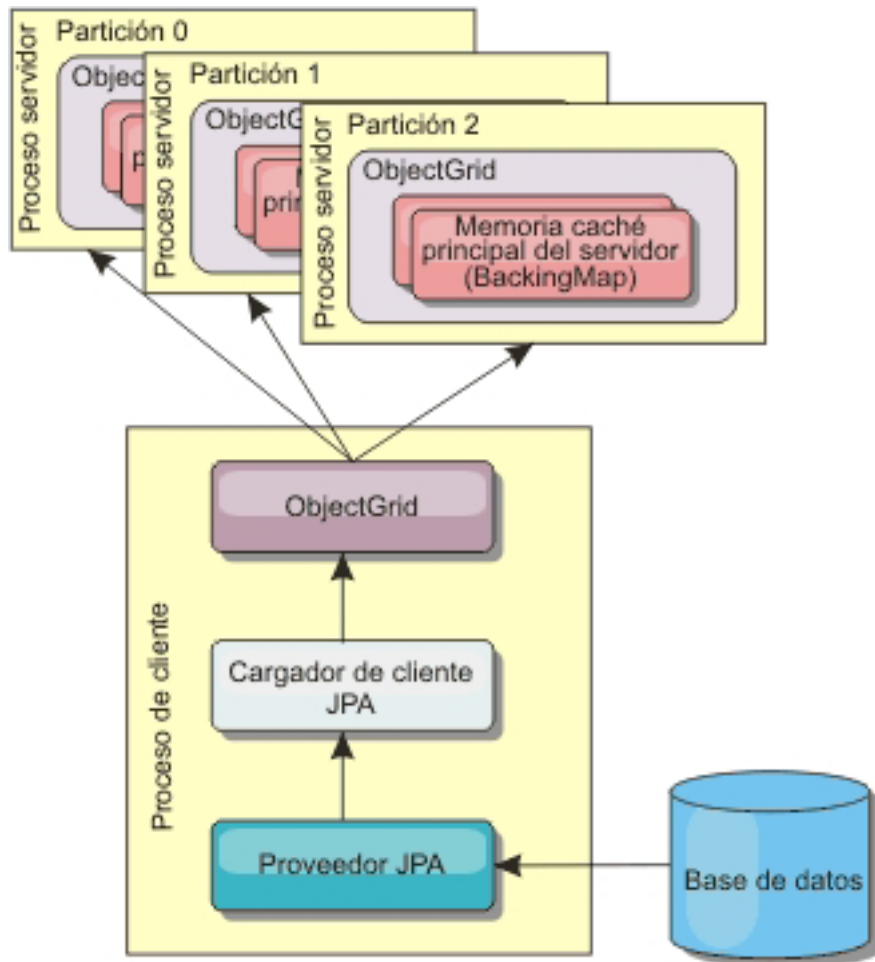 Proceso servidor
Partición 0
Proceso servidor
Partición 1
Proceso servidor
Partición 2
ObjectGrid
Memoria caché
principal del servidor
(BackingMap)
Proceso de cliente
ObjectGrid
Cargador de cliente
JPA
Proveedor JPA
Base de datos